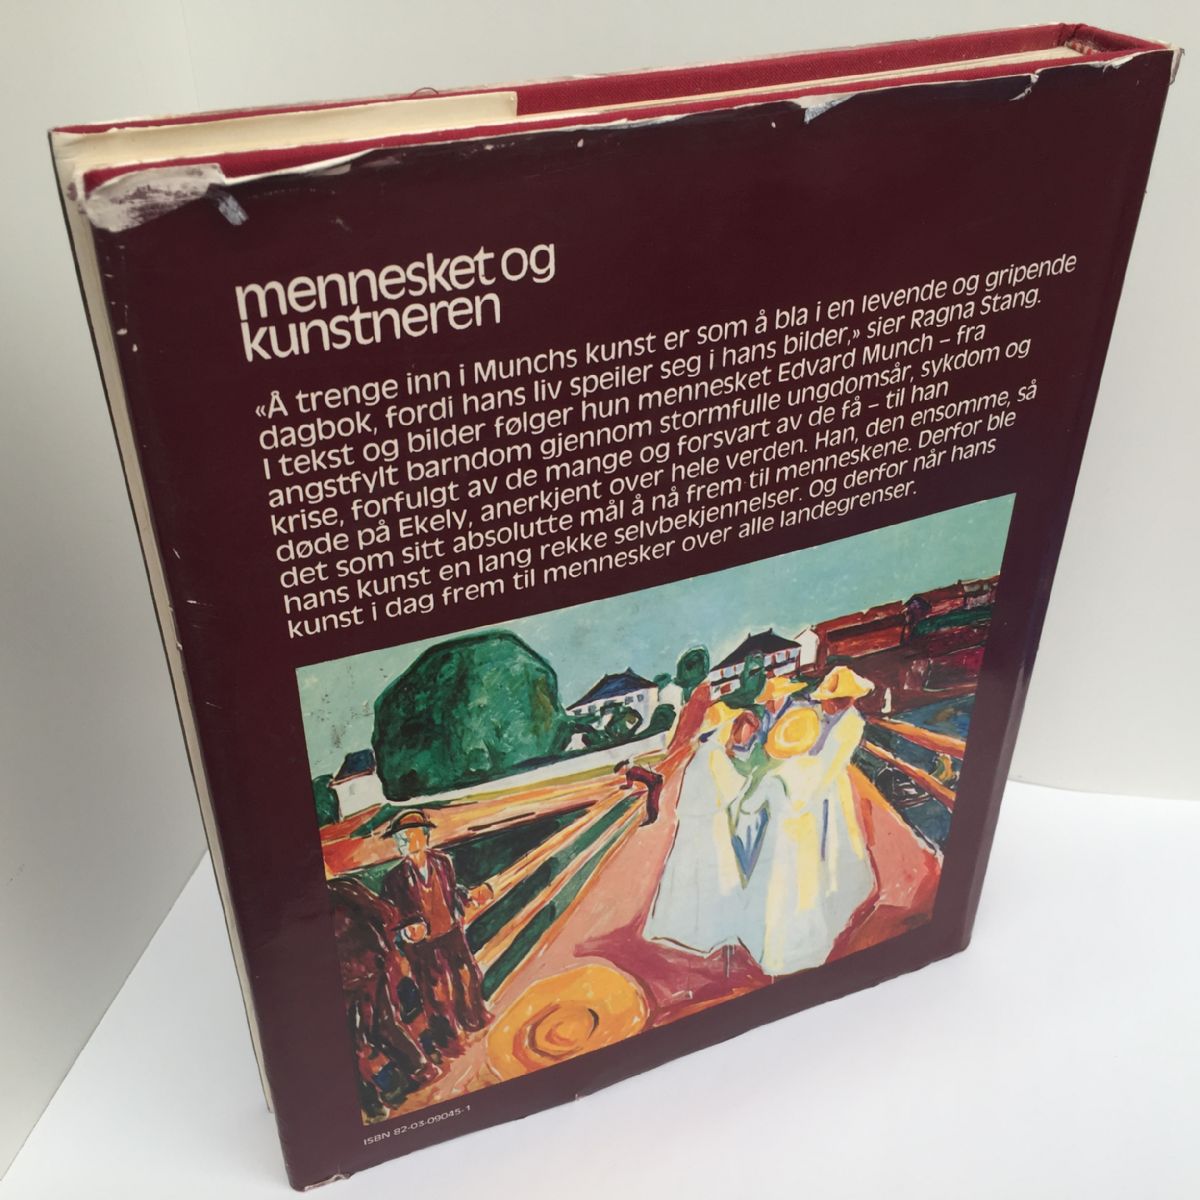 mennesket og
kunstneren
«Å trenge inn i Munchs kunst er som å bla i en levende og gripende
dagbok, fordi hans liv speiler seg i hans bilder,» sier Ragna Stang.
I tekst og bilder følger hun mennesket Edvard Munch – fra
angstfylt barndom gjennom stormfulle ungdomsår, sykdom og
krise, forfulgt av de mange og forsvart av de få – til han
døde på Ekely, anerkjent over hele verden. Han, den ensomme, så
det som sitt absolutte mål å nå frem til menneskene. Derfor ble
hans kunst en lang rekke selvbekjennelser. Og derfor når hans
kunst i dag frem til mennesker over alle landegrenser.
ISBN 82-03-09045-1